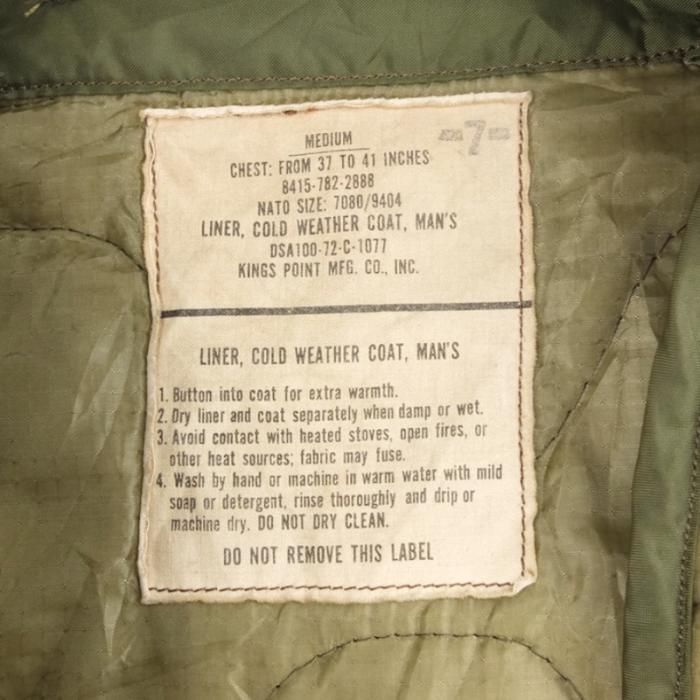 MEDIUM
-7-
CHEST: FROM 37 TO 41 INCHES
8415-782-2888
NATO SIZE: 7080/9404
LINER, COLD WEATHER COAT, MAN'S
DSA100-72-C-1077
KINGS POINT MFG. CO., INC.
LINER, COLD WEATHER COAT, MAN'S
1. Button into coat for extra warmth.
2. Dry liner and coat separately when damp or wet.
3. Avoid contact with heated stoves, open fires, or
other heat sources; fabric may fuse.
4. Wash by hand or machine in warm water with mild
soap or detergent, rinse thoroughly and drip or
machine dry. DO NOT DRY CLEAN.
DO NOT REMOVE THIS LABEL